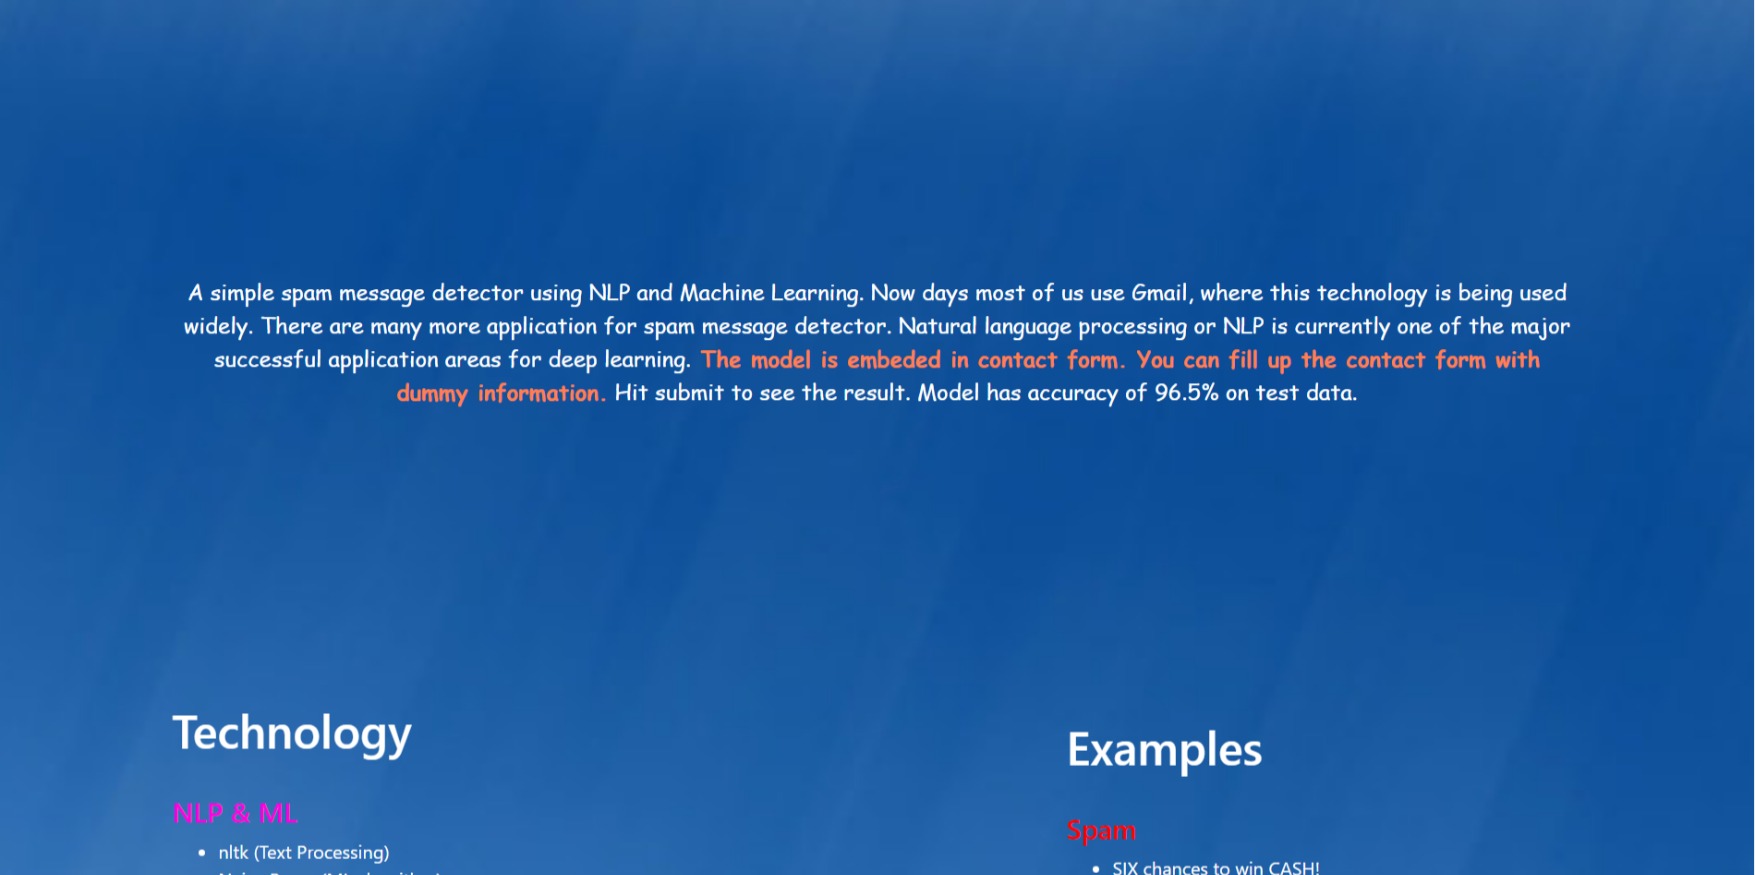 A simple spam message detector using NLP and Machine Learning. Now days most of us use Gmail, where this technology is being used
widely. There are many more application for spam message detector. Natural language processing or NLP is currently one of the major
successful application areas for deep learning. The model is embeded in contact form. You can fill up the contact form with
dummy information. Hit submit to see the result. Model has accuracy of 96.5% on test data.
Technology
NLP & ML
• nltk (Text Processing)
Examples
Spam
• SIX chances to win CASH!